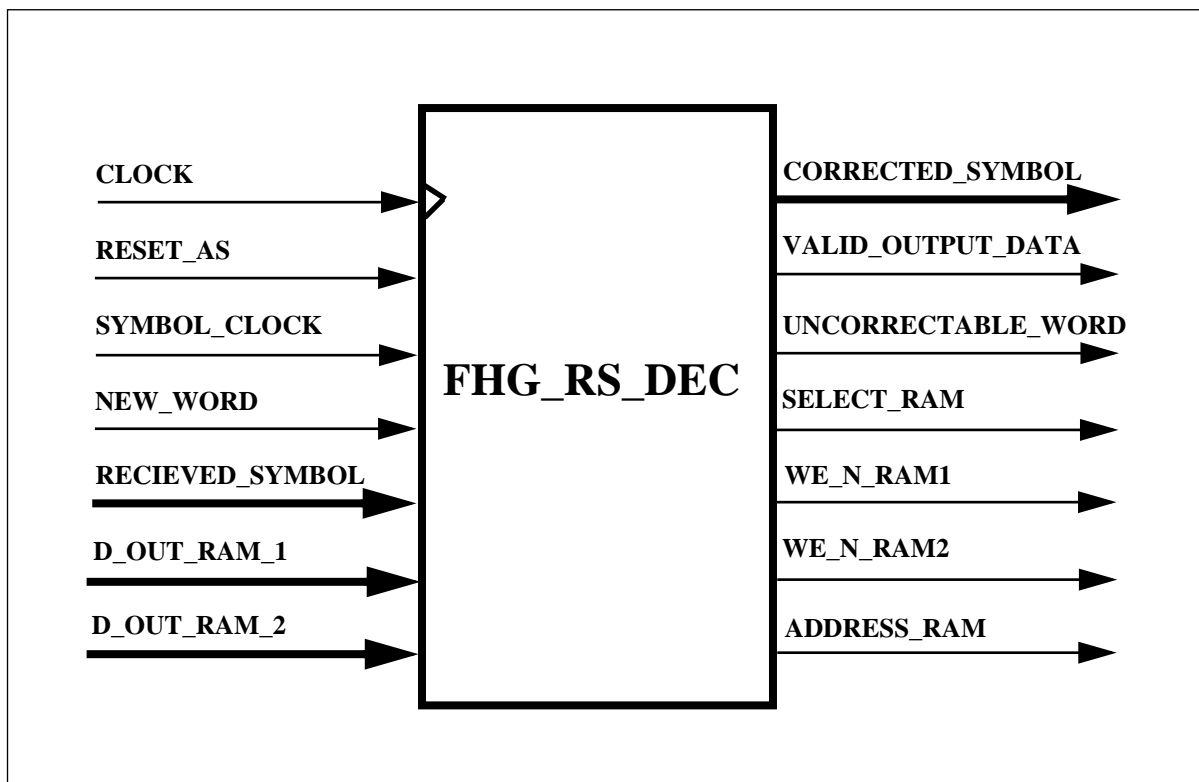 CLOCK
RESET_AS
SYMBOL_CLOCK
NEW_WORD
RECIEVED_SYMBOL
D_OUT_RAM_1
D_OUT_RAM_2
FHG_RS_DEC
CORRECTED_SYMBOL
VALID_OUTPUT_DATA
UNCORRECTABLE_WORD
SELECT_RAM
WE_N_RAM1
WE_N_RAM2
ADDRESS_RAM